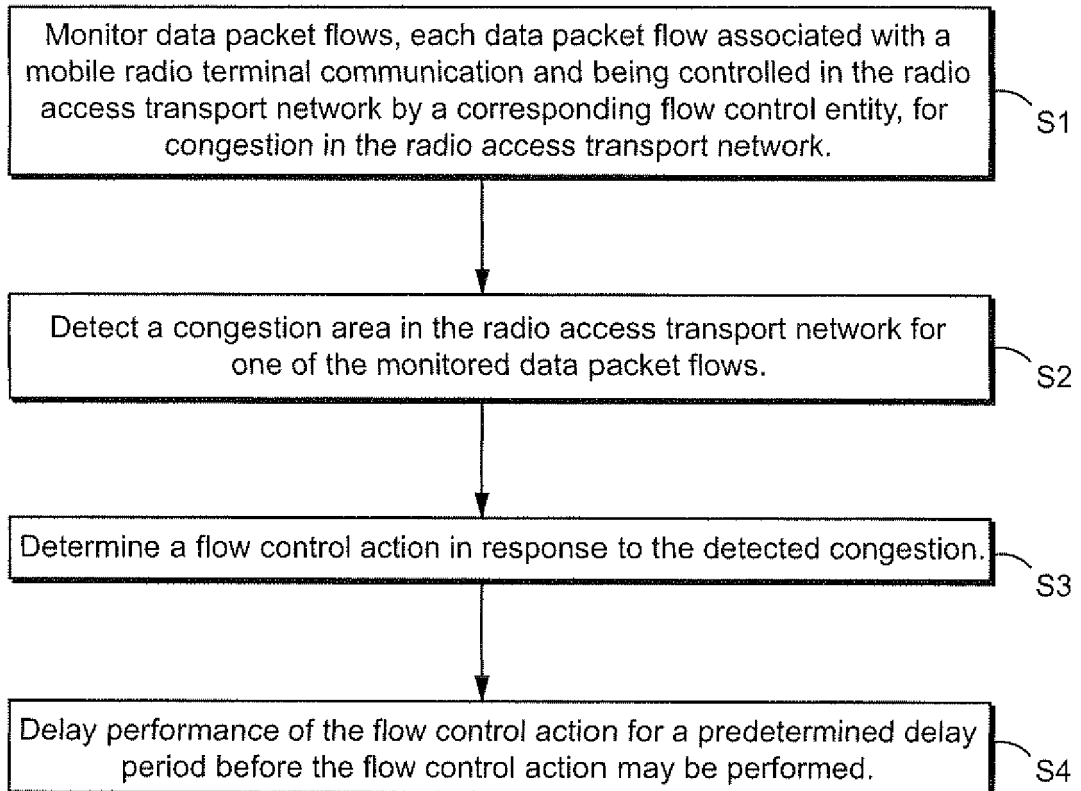 Monitor data packet flows, each data packet flow associated with a
mobile radio terminal communication and being controlled in the radio
access transport network by a corresponding flow control entity, for
congestion in the radio access transport network.
S1
Detect a congestion area in the radio access transport network for
one of the monitored data packet flows.
S2
Determine a flow control action in response to the detected congestion.
S3
Delay performance of the flow control action for a predetermined delay
period before the flow control action may be performed.
S4